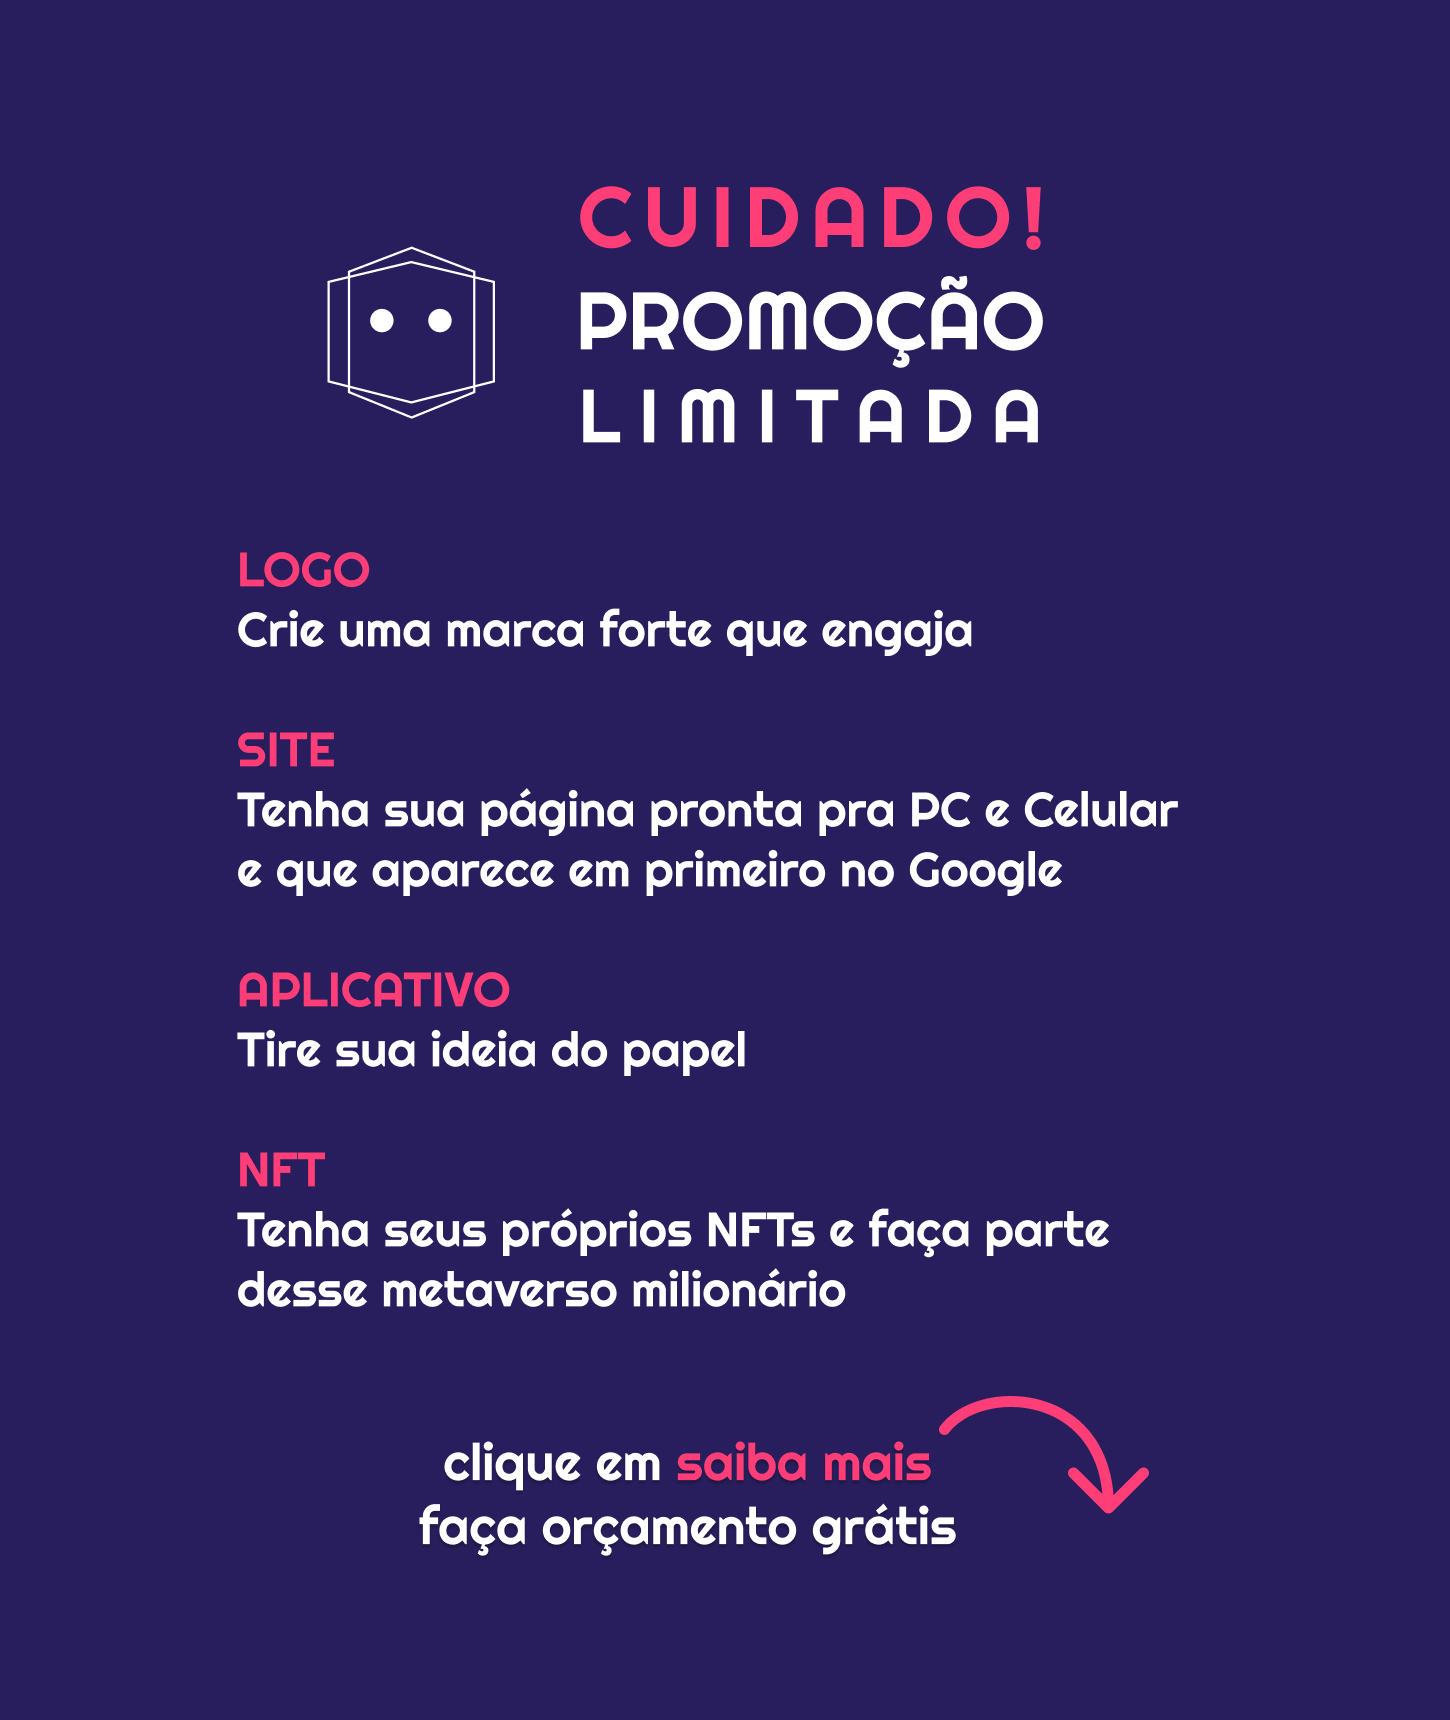 CUIDADO!
PROMOÇÃO
LIMITADA
LOGO
Crie uma marca forte que engaja
SITE
Tenha sua página pronta pra PC e Celular
e que aparece em primeiro no Google
APLICATIVO
Tire sua ideia do papel
NFT
Tenha seus próprios NFTs e faça parte
desse metaverso milionário
clique em saiba mais
faça orçamento grátis